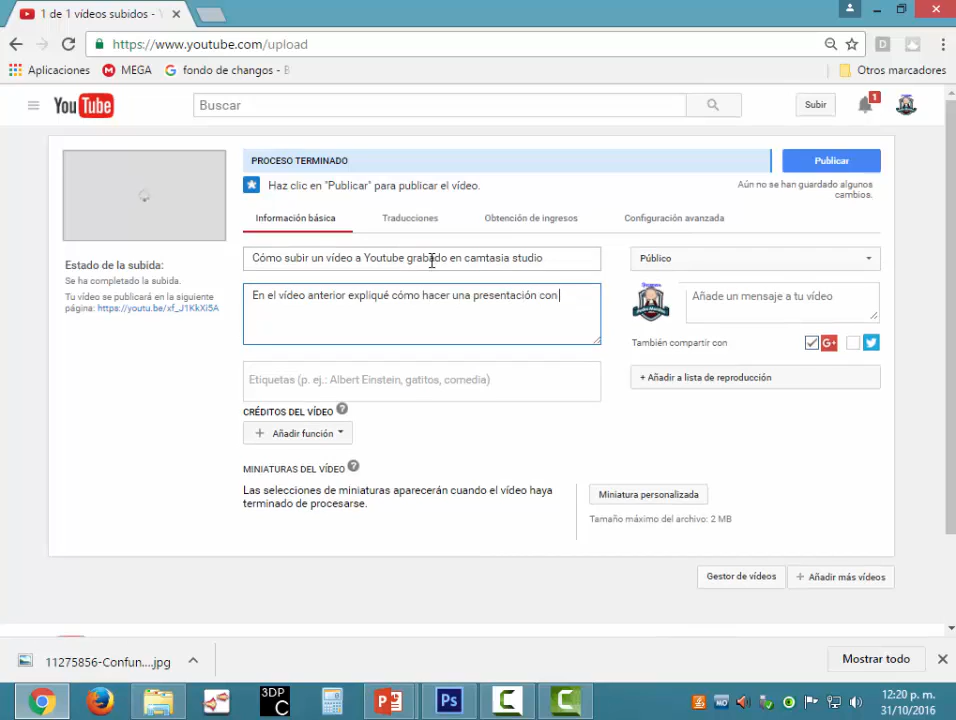 1 de 1 vídeos subidos - Y
https://www.youtube.com/upload
Aplicaciones MEGA fondo de changos - B Otros marcadores
YouTube Buscar Subir 1
PROCESO TERMINADO Publicar
Haz clic en "Publicar" para publicar el vídeo.
Aún no se han guardado algunos
cambios.
Información básica Traducciones Obtención de ingresos Configuración avanzada
Cómo subir un vídeo a Youtube grabado en camtasia studio Público
Estado de la subida:
Se ha completado la subida.
Tu vídeo se publicará en la siguiente
página: https://youtu.be/xf_J1KkXi5A
En el vídeo anterior expliqué cómo hacer una presentación con
Añade un mensaje a tu vídeo
También compartir con G+
Etiquetas (p. ej.: Albert Einstein, gatitos, comedia)
+ Añadir a lista de reproducción
CRÉDITOS DEL VÍDEO ?
+ Añadir función
MINIATURAS DEL VÍDEO ?
Las selecciones de miniaturas aparecerán cuando el vídeo haya
terminado de procesarse.
Miniatura personalizada
Tamaño máximo del archivo: 2 MB
Gestor de vídeos + Añadir más vídeos
11275856-Confun....jpg Mostrar todo
3DP
C
Ps
12:20 p. m.
31/10/2016